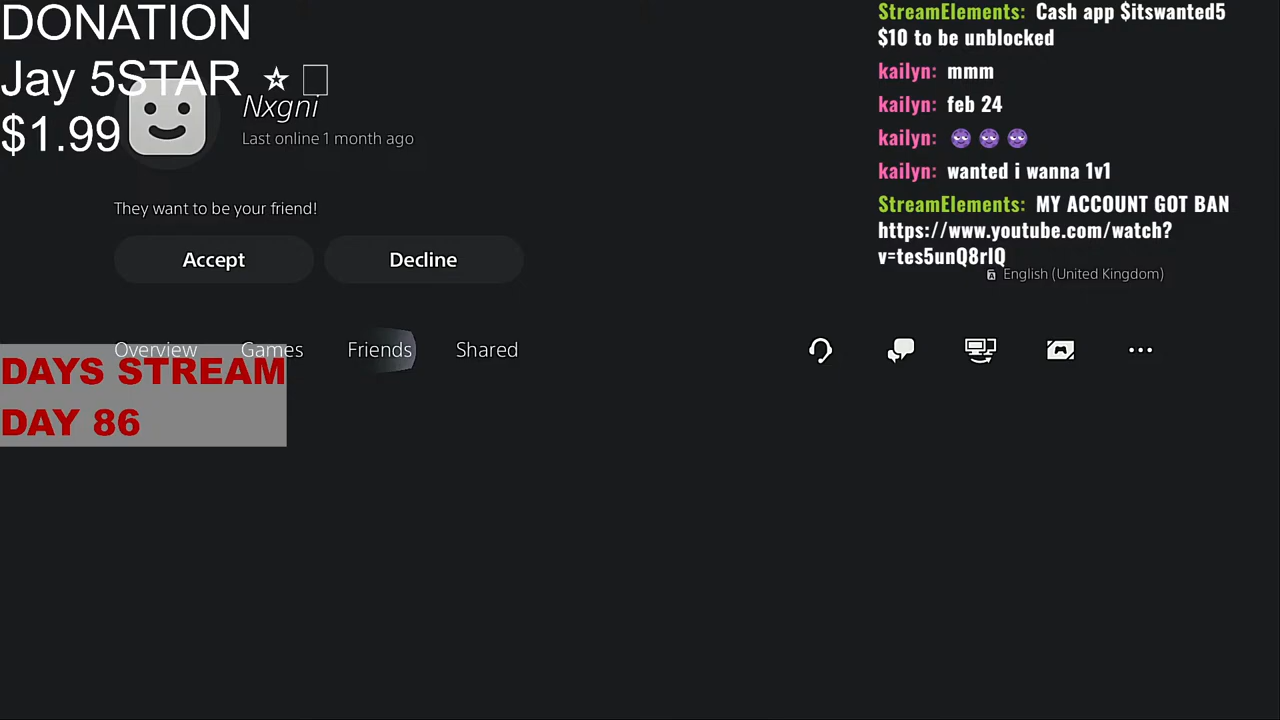 DONATION
Jay 5STAR ☆
$1.99
Nxgni
Last online 1 month ago
They want to be your friend!
Accept
Decline
Overview
Games
Friends
Shared
DAYS STREAM
DAY 86
StreamElements: Cash app $itswanted5
$10 to be unblocked
kailyn: mmm
kailyn: feb 24
kailyn:
kailyn: wanted i wanna 1v1
StreamElements: MY ACCOUNT GOT BAN
https://www.youtube.com/watch?
English (United Kingdom)